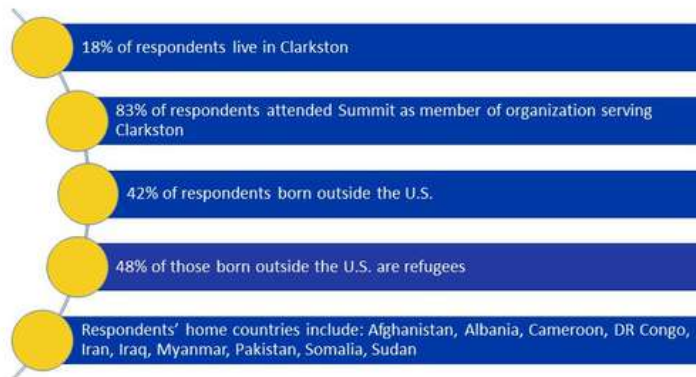 18% of respondents live in Clarkston
83% of respondents attended Summit as member of organization serving
Clarkston
42% of respondents born outside the U.S.
48% of those born outside the U.S. are refugees
Respondents’ home countries include: Afghanistan, Albania, Cameroon, DR Congo,
Iran, Iraq, Myanmar, Pakistan, Somalia, Sudan